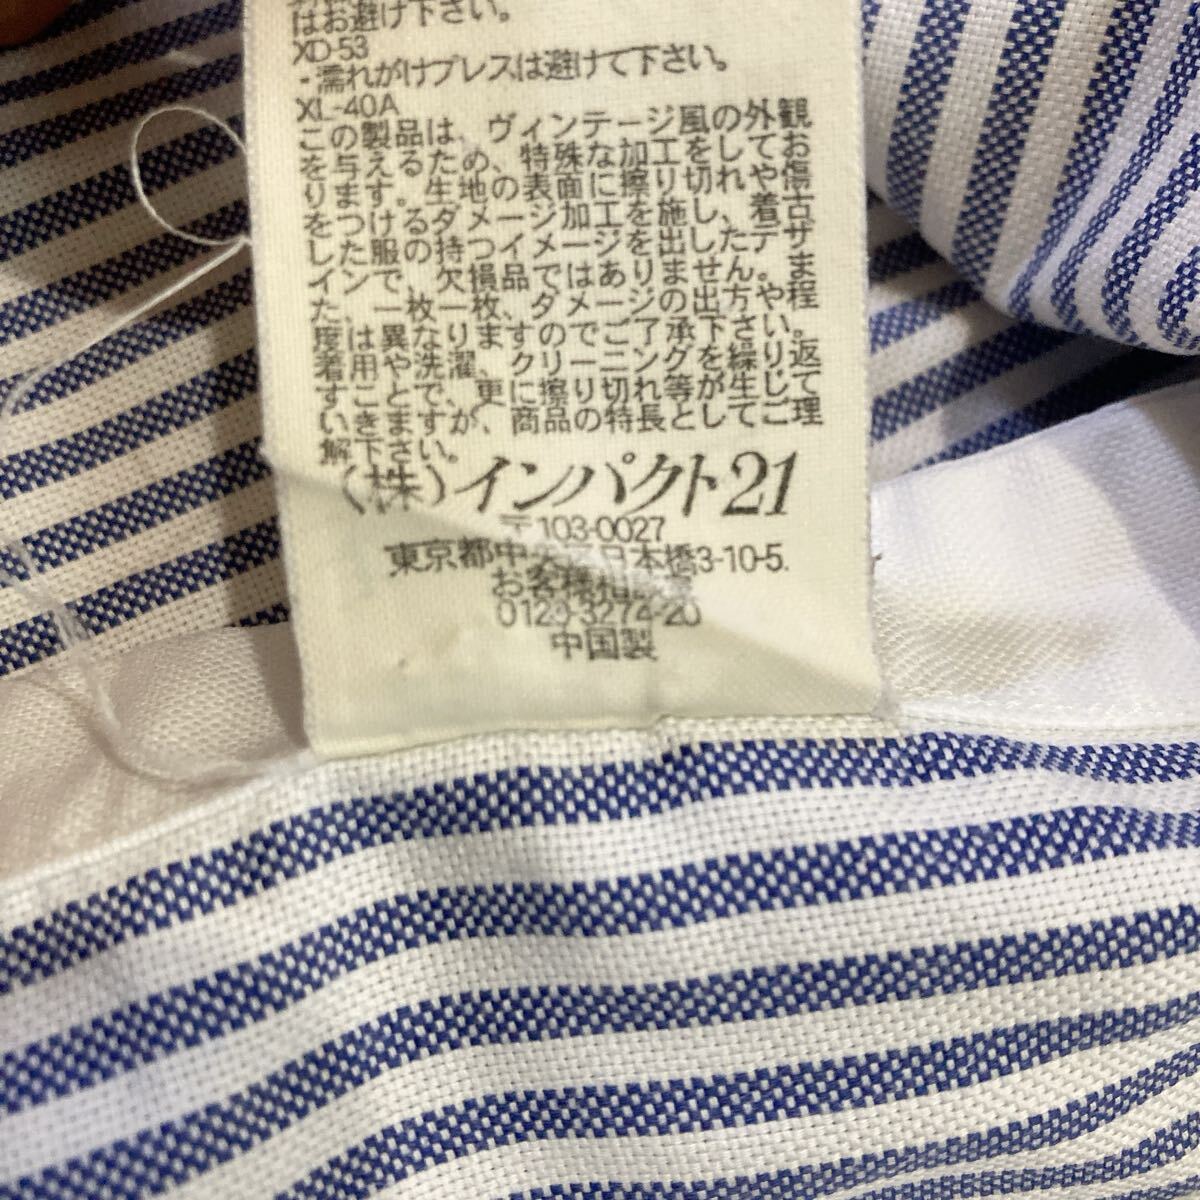 はお避け下さい。
XD-53
・濡れがけプレスは避けて下さい。
XL-40A
この製品は、ヴィンテージ風の外観
を与えるため、特殊な加工をしてお
ります。生地の表面に擦り切れや傷
をつけるダメージ加工を施し、着古
した服の持つイメージを出したデザ
インで、欠損品ではありません。ま
た、一枚一枚、ダメージの出方や程
度は異なりますのでご了承下さい。
着用や洗濯、クリーニングを繰り返
すごとで、更に擦り切れ等が生じて
いきますが、商品の特長としてご理
解下さい。
(株)インパクト21
〒103-0027
東京都中央区日本橋3-10-5.
お客様相談室
0120-3274-20
中国製